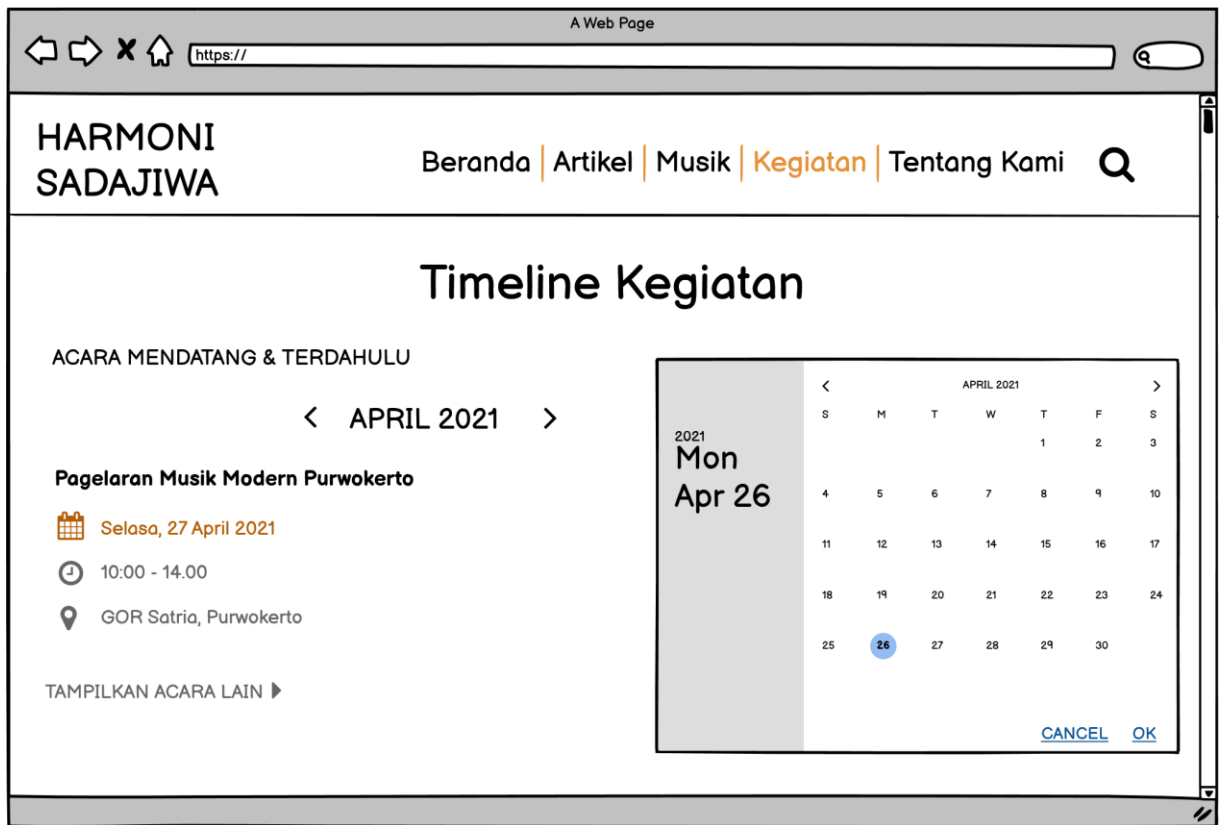 A Web Page
https://
HARMONI
SADAJIWA
Beranda | Artikel | Musik | Kegiatan | Tentang Kami
Timeline Kegiatan
ACARA MENDATANG & TERDAHULU
APRIL 2021
Pagelaran Musik Modern Purwokerto
Selasa, 27 April 2021
10:00 - 14.00
GOR Satria, Purwokerto
TAMPILKAN ACARA LAIN
2021
Mon
Apr 26
APRIL 2021
S M T W T F S
1 2 3
4 5 6 7 8 9 10
11 12 13 14 15 16 17
18 19 20 21 22 23 24
25 26 27 28 29 30
CANCEL OK